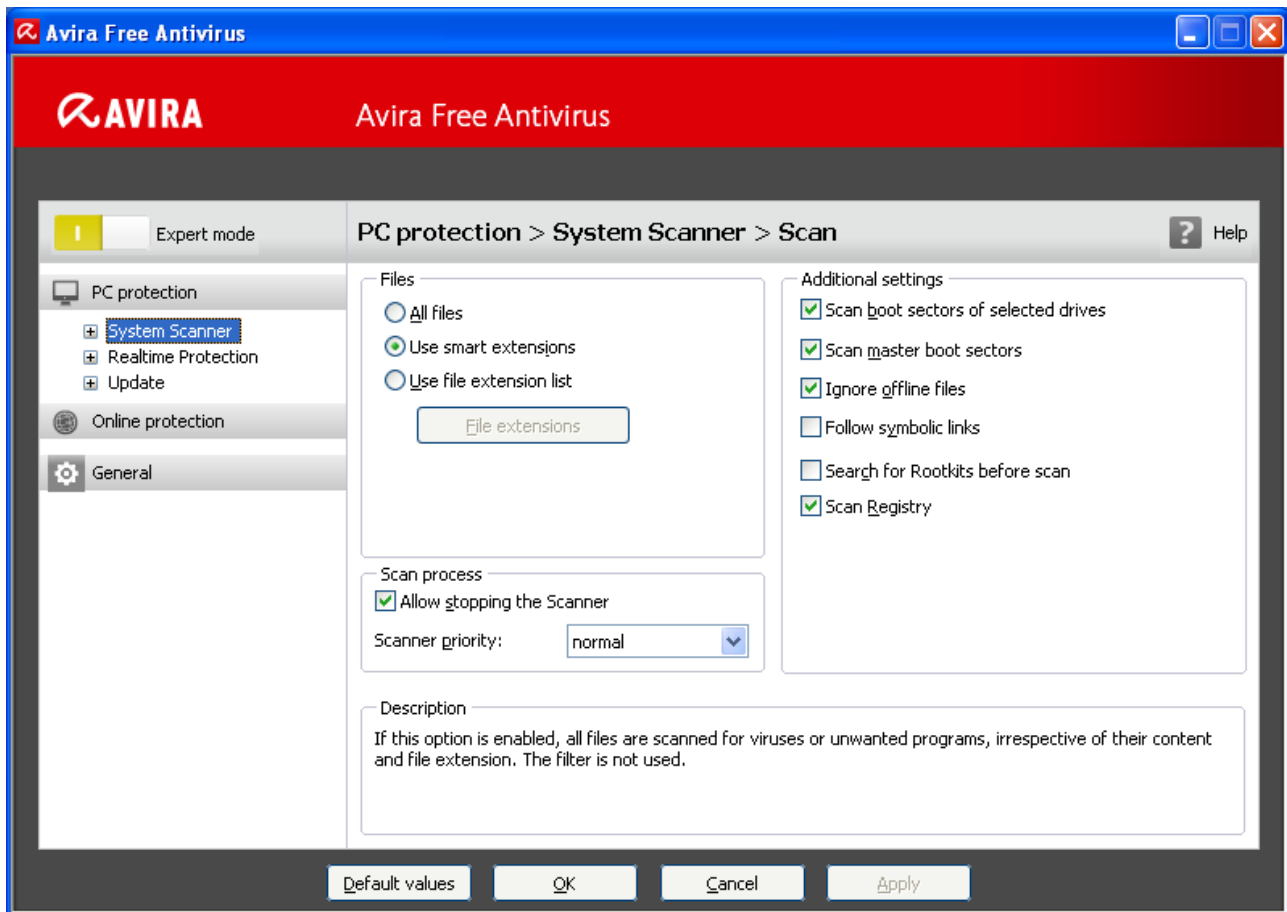 Avira Free Antivirus
AVIRA
Avira Free Antivirus
Expert mode
PC protection > System Scanner > Scan
? Help
PC protection
System Scanner
Realtime Protection
Update
Online protection
General
Files
All files
Use smart extensions
Use file extension list
File extensions
Scan process
Allow stopping the Scanner
Scanner priority:
normal
Additional settings
Scan boot sectors of selected drives
Scan master boot sectors
Ignore offline files
Follow symbolic links
Search for Rootkits before scan
Scan Registry
Description
If this option is enabled, all files are scanned for viruses or unwanted programs, irrespective of their content
and file extension. The filter is not used.
Default values
OK
Cancel
Apply